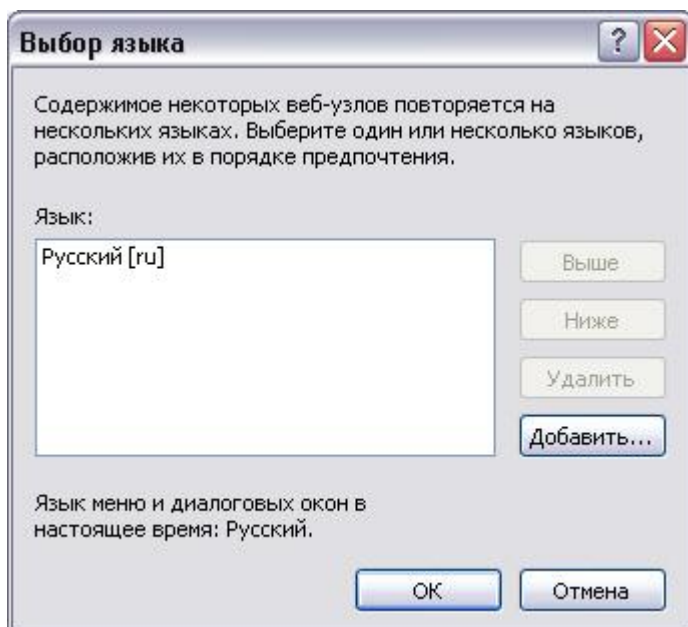 Выбор языка
?
Содержимое некоторых веб-узлов повторяется на
нескольких языках. Выберите один или несколько языков,
расположив их в порядке предпочтения.
Язык:
Русский [ru]
Выше
Ниже
Удалить
Добавить...
Язык меню и диалоговых окон в
настоящее время: Русский.
ОК
Отмена